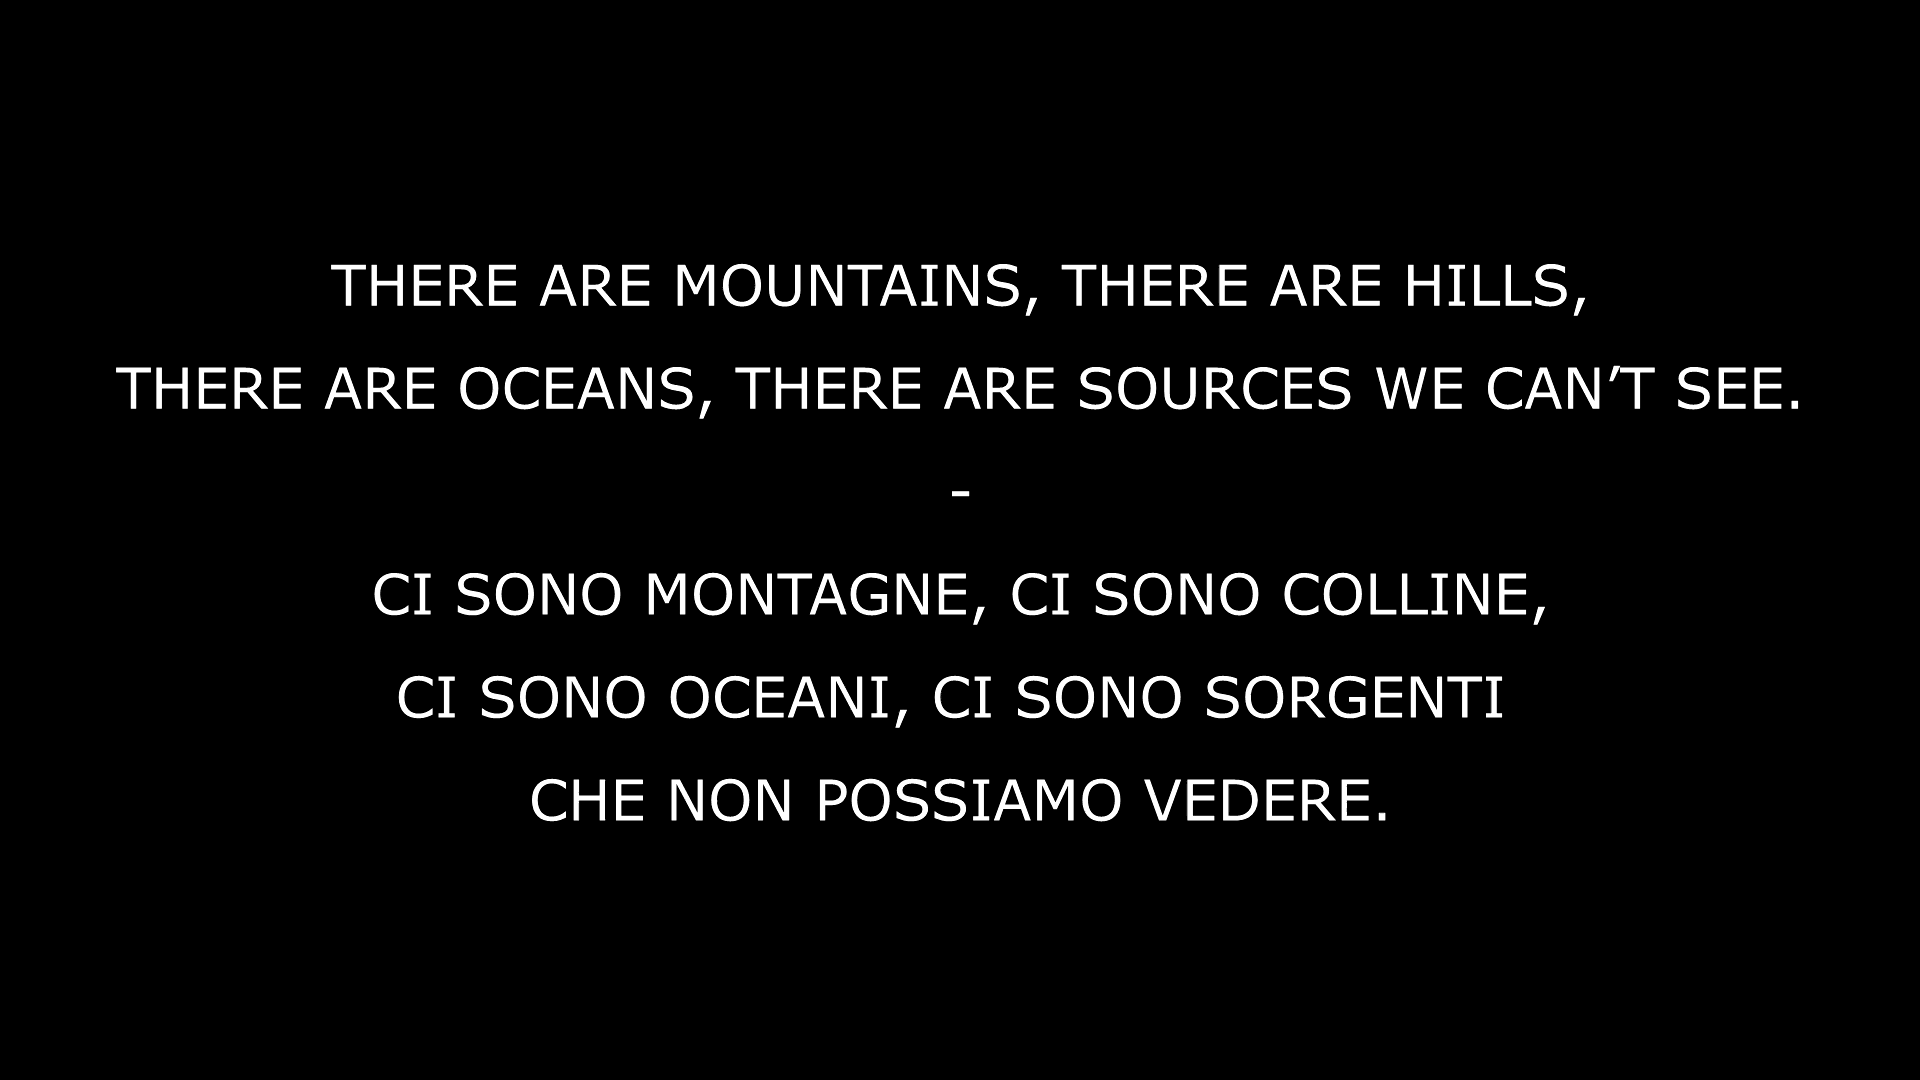 THERE ARE MOUNTAINS, THERE ARE HILLS,
THERE ARE OCEANS, THERE ARE SOURCES WE CAN’T SEE.
-
CI SONO MONTAGNE, CI SONO COLLINE,
CI SONO OCEANI, CI SONO SORGENTI
CHE NON POSSIAMO VEDERE.